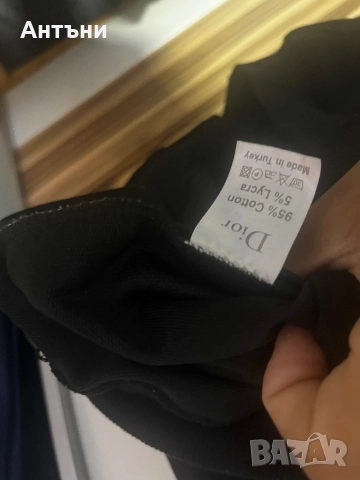 Антъни
Dior
95% Cotton
5% Lycra
Made in Turkey
BAZAR